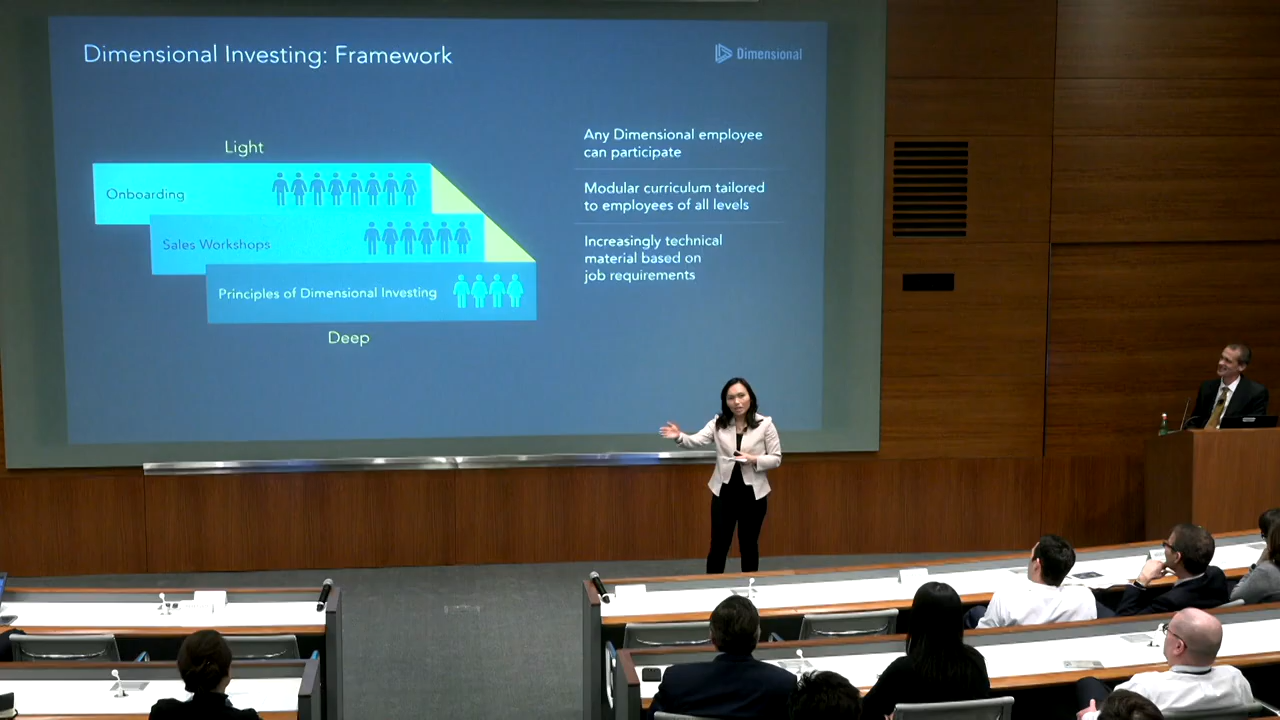 Dimensional Investing: Framework
Dimensional
Light
Onboarding
Sales Workshops
Principles of Dimensional Investing
Deep
Any Dimensional employee
can participate
Modular curriculum tailored
to employees of all levels
Increasingly technical
material based on
job requirements